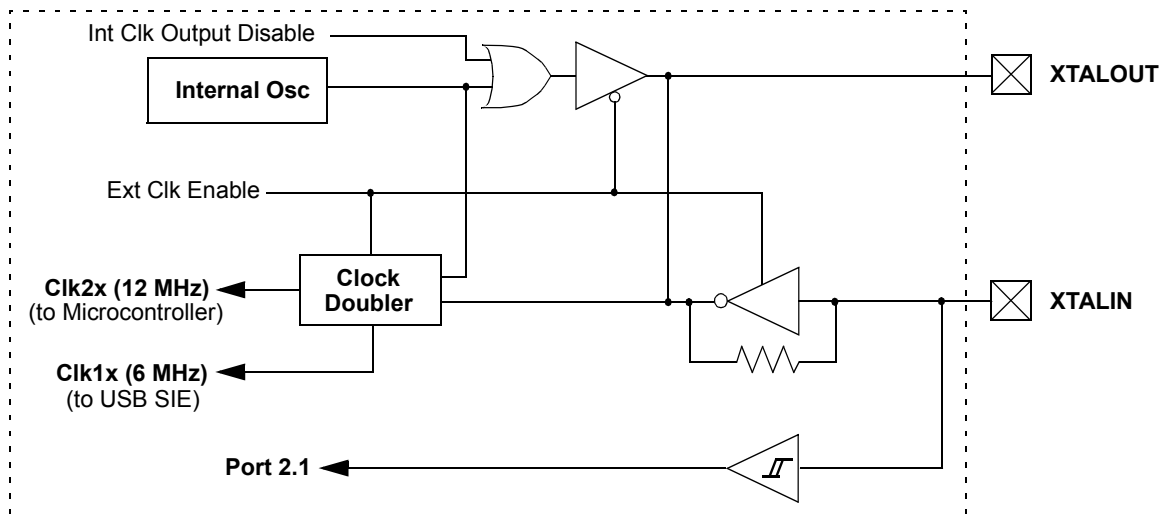 Int Clk Output Disable
Internal Osc
XTALOUT
Ext Clk Enable
Clk2x (12 MHz)
(to Microcontroller)
Clock
Doubler
XTALIN
Clk1x (6 MHz)
(to USB SIE)
Port 2.1